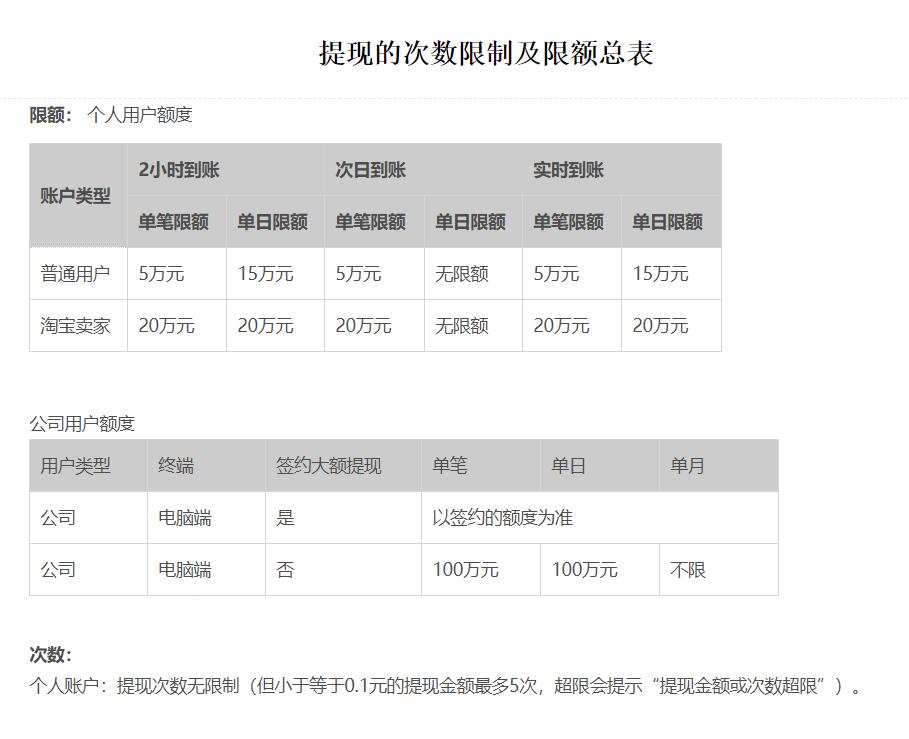 提现的次数限制及限额总表
限额： 个人用户额度
账户类型 2小时到账 次日到账 实时到账
单笔限额 单日限额 单笔限额 单日限额 单笔限额 单日限额
普通用户 5万元 15万元 5万元 无限额 5万元 15万元
淘宝卖家 20万元 20万元 20万元 无限额 20万元 20万元
公司用户额度
用户类型 终端 签约大额提现 单笔 单日 单月
公司 电脑端 是 以签约的额度为准
公司 电脑端 否 100万元 100万元 不限
次数：
个人账户：提现次数无限制（但小于等于0.1元的提现金额最多5次，超限会提示“提现金额或次数超限”）。